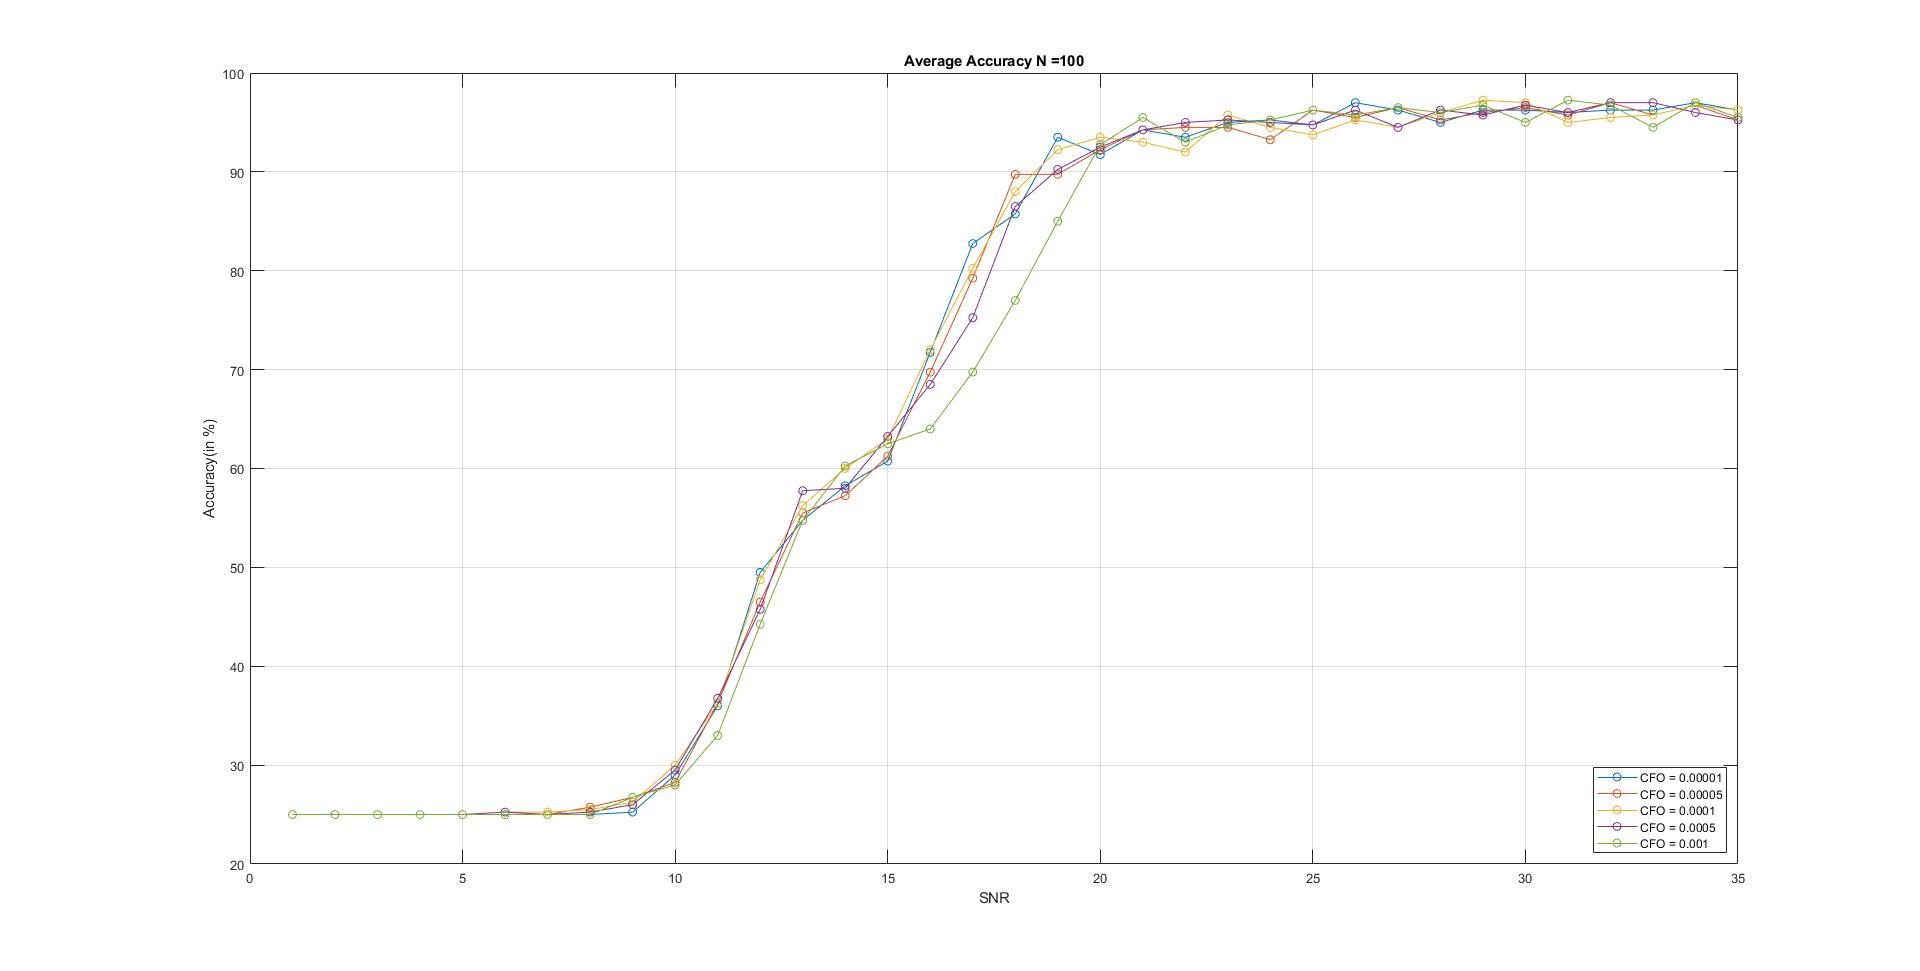 Average Accuracy N =100
100
90
80
70
60
50
40
30
20
Accuracy(in %)
0 5 10 15 20 25 30 35
SNR
CFO = 0.00001
CFO = 0.00005
CFO = 0.0001
CFO = 0.0005
CFO = 0.001